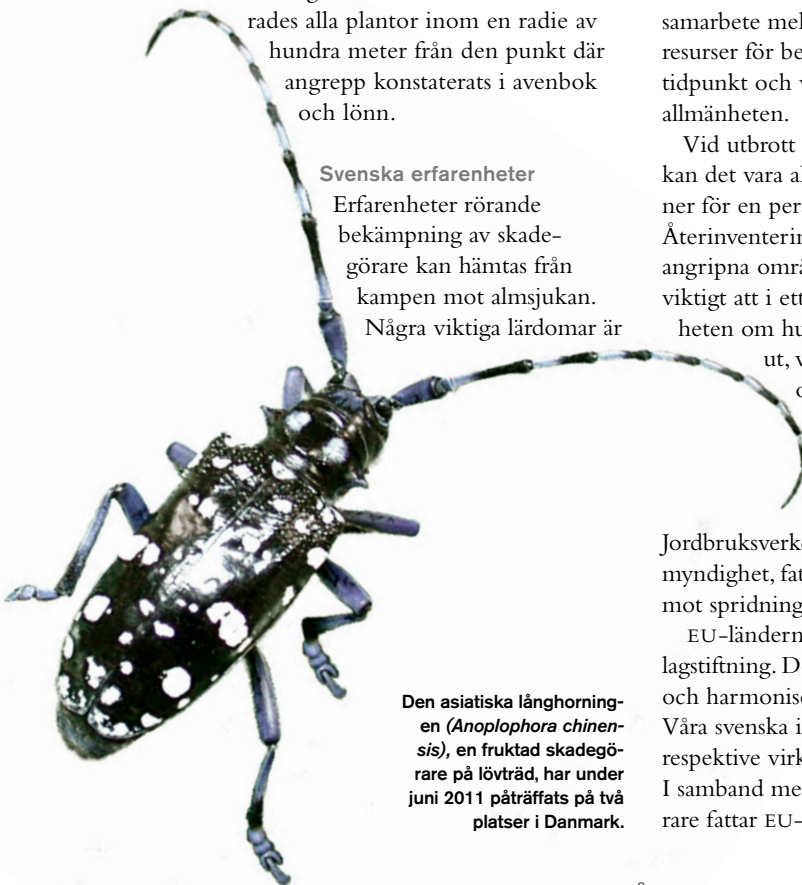 rades alla plantor inom en radie av
hundra meter från den punkt där
angrepp konstaterats i avenbok
och lönn.
Svenska erfarenheter
Erfarenheter rörande
bekämpning av skade-
görare kan hämtas från
kampen mot almsjukan.
Några viktiga lärdomar är
Den asiatiska långhorning-
en (Anoplophora chinen-
sis), en fruktad skadegö-
rare på lövträd, har under
juni 2011 påträffats på två
platser i Danmark.
samarbete mel
resurser för be
tidpunkt och v
allmänheten.
Vid utbrott
kan det vara al
ner för en per
Återinventerin
angripna områ
viktigt att i ett
heten om hu
ut, v
Jordbruksverke
myndighet, fat
mot spridning
EU-ländern
lagstiftning. D
och harmonise
Våra svenska i
respektive virk
I samband me
rare fattar EU-